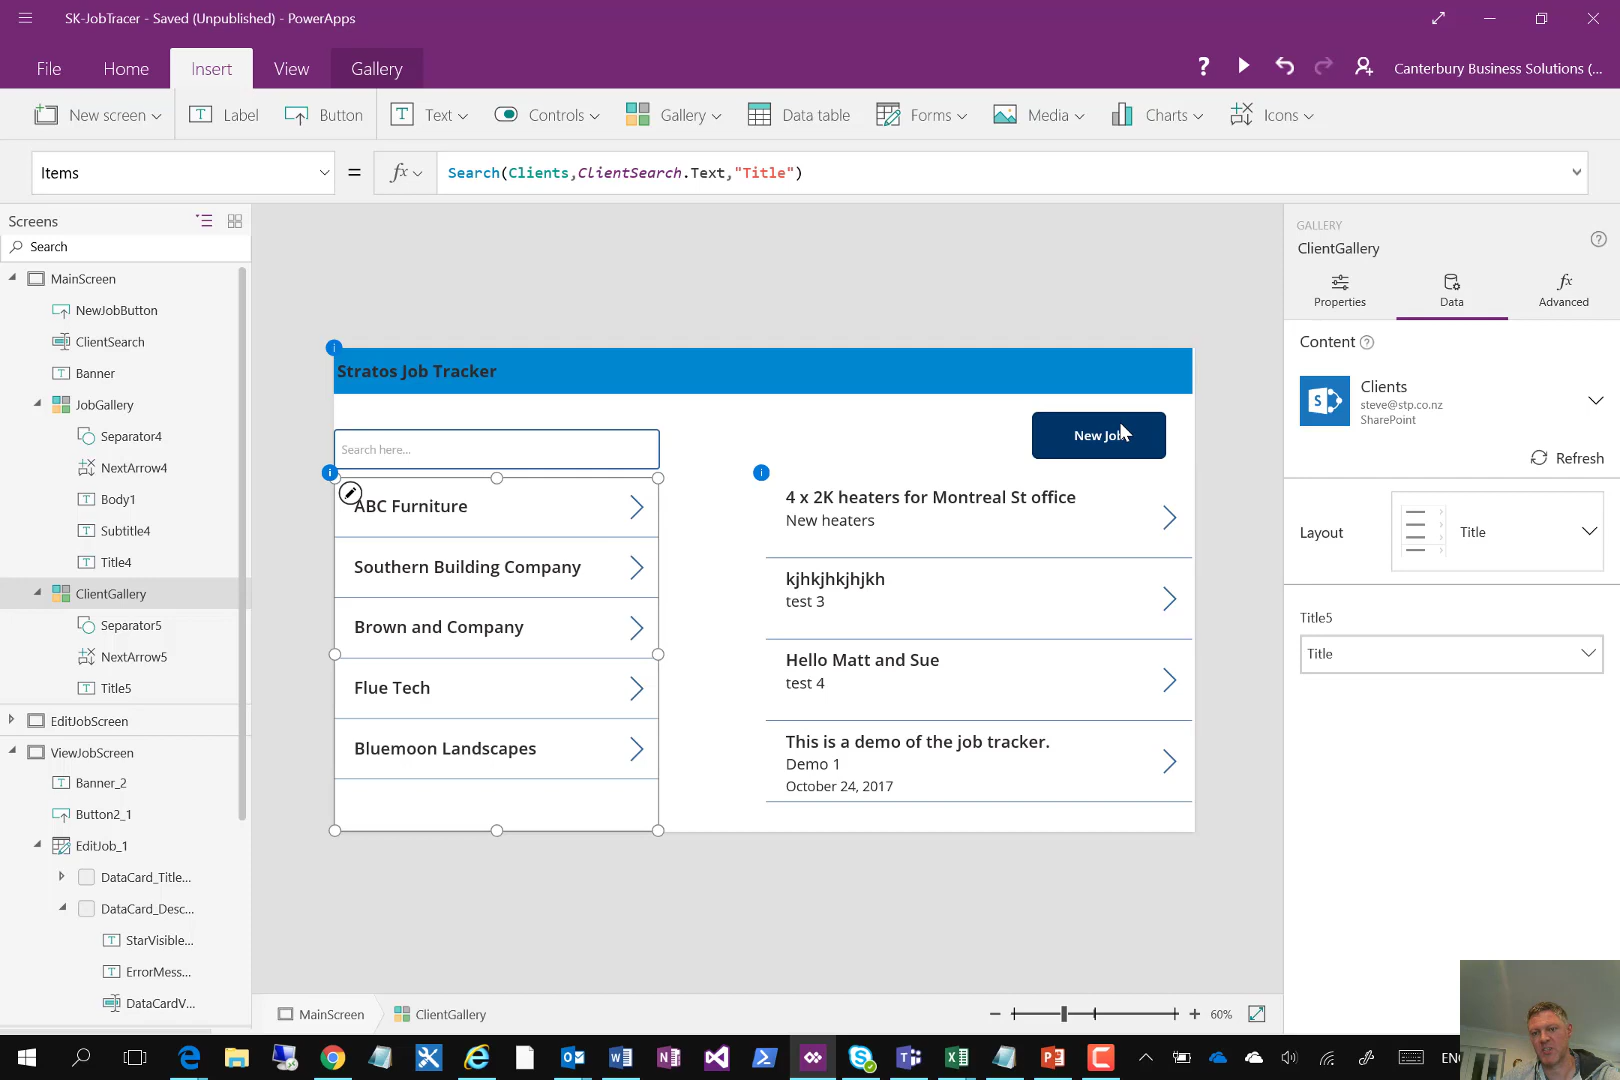 SK-JobTracer - Saved (Unpublished) - PowerApps
File
Home
Insert
View
Gallery
?
Canterbury Business Solutions (...
New screen
Label
Button
Text
Controls
Gallery
Data table
Forms
Media
Charts
Icons
Items
=
fx
Search(Clients,ClientSearch.Text,"Title")
Screens
Search
MainScreen
NewJobButton
ClientSearch
Banner
JobGallery
Separator4
NextArrow4
Body1
Subtitle4
Title4
ClientGallery
Separator5
NextArrow5
Title5
EditJobScreen
ViewJobScreen
Banner_2
Button2_1
EditJob_1
DataCard_Title...
DataCard_Desc...
StarVisible...
ErrorMess...
DataCardV...
Stratos Job Tracker
Search here...
ABC Furniture
Southern Building Company
Brown and Company
Flue Tech
Bluemoon Landscapes
New Job
4 x 2K heaters for Montreal St office
New heaters
kjhkjhkjhjkh
test 3
Hello Matt and Sue
test 4
This is a demo of the job tracker.
Demo 1
October 24, 2017
MainScreen
ClientGallery
60%
GALLERY
ClientGallery
Properties
Data
fx
Advanced
Content
Clients
steve@stp.co.nz
SharePoint
Refresh
Layout
Title
Title5
Title
ENG